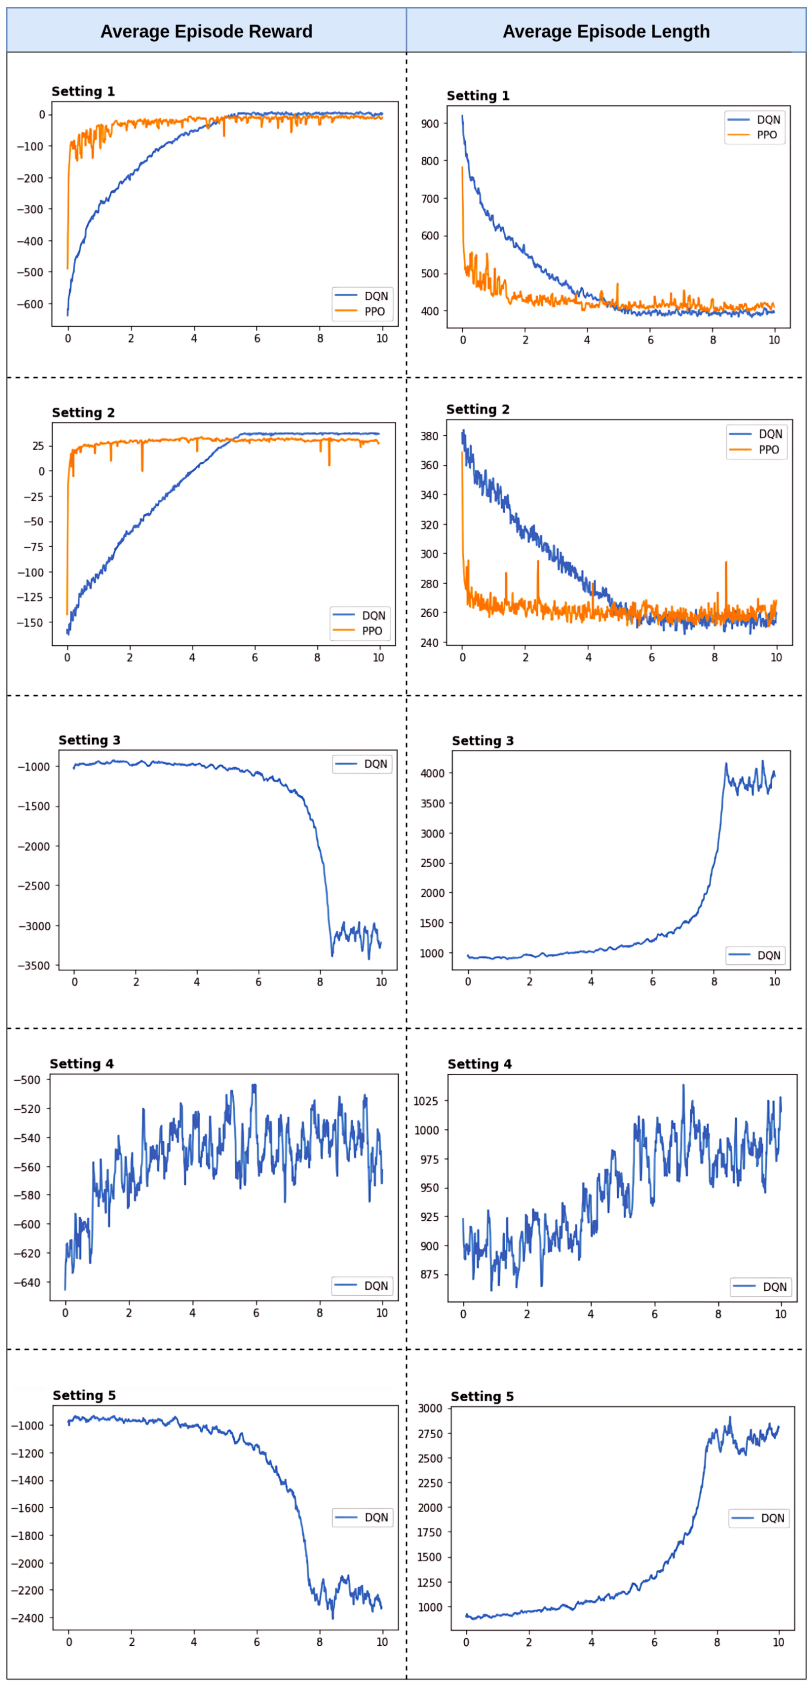 Average Episode Reward
Average Episode Length
Setting 1
0
−100
−200
−300
−400
−500
−600
0 2 4 6 8 10
DQN
PPO
Setting 1
900
800
700
600
500
400
0 2 4 6 8 10
DQN
PPO
Setting 2
25
0
−25
−50
−75
−100
−125
−150
0 2 4 6 8 10
DQN
PPO
Setting 2
380
360
340
320
300
280
260
240
0 2 4 6 8 10
DQN
PPO
Setting 3
−1000
−1500
−2000
−2500
−3000
−3500
0 2 4 6 8 10
DQN
Setting 3
4000
3500
3000
2500
2000
1500
1000
0 2 4 6 8 10
DQN
Setting 4
−500
−520
−540
−560
−580
−600
−620
−640
0 2 4 6 8 10
DQN
Setting 4
1025
1000
975
950
925
900
875
0 2 4 6 8 10
DQN
Setting 5
−1000
−1200
−1400
−1600
−1800
−2000
−2200
−2400
0 2 4 6 8 10
DQN
Setting 5
3000
2750
2500
2250
2000
1750
1500
1250
1000
0 2 4 6 8 10
DQN